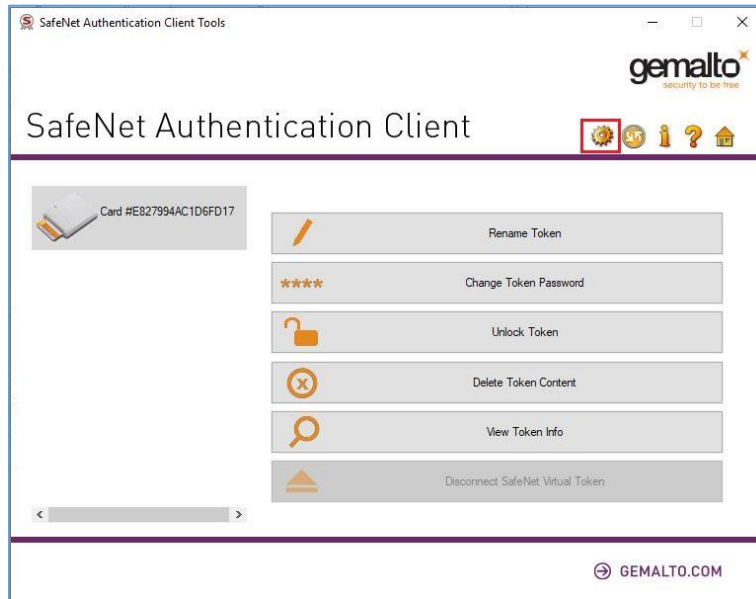 SafeNet Authentication Client Tools
gemalto
security to be free
SafeNet Authentication Client
Card #E827994AC1D6FD17
Rename Token
**** Change Token Password
Unlock Token
Delete Token Content
View Token Info
Disconnect SafeNet Virtual Token
GEMALTO.COM